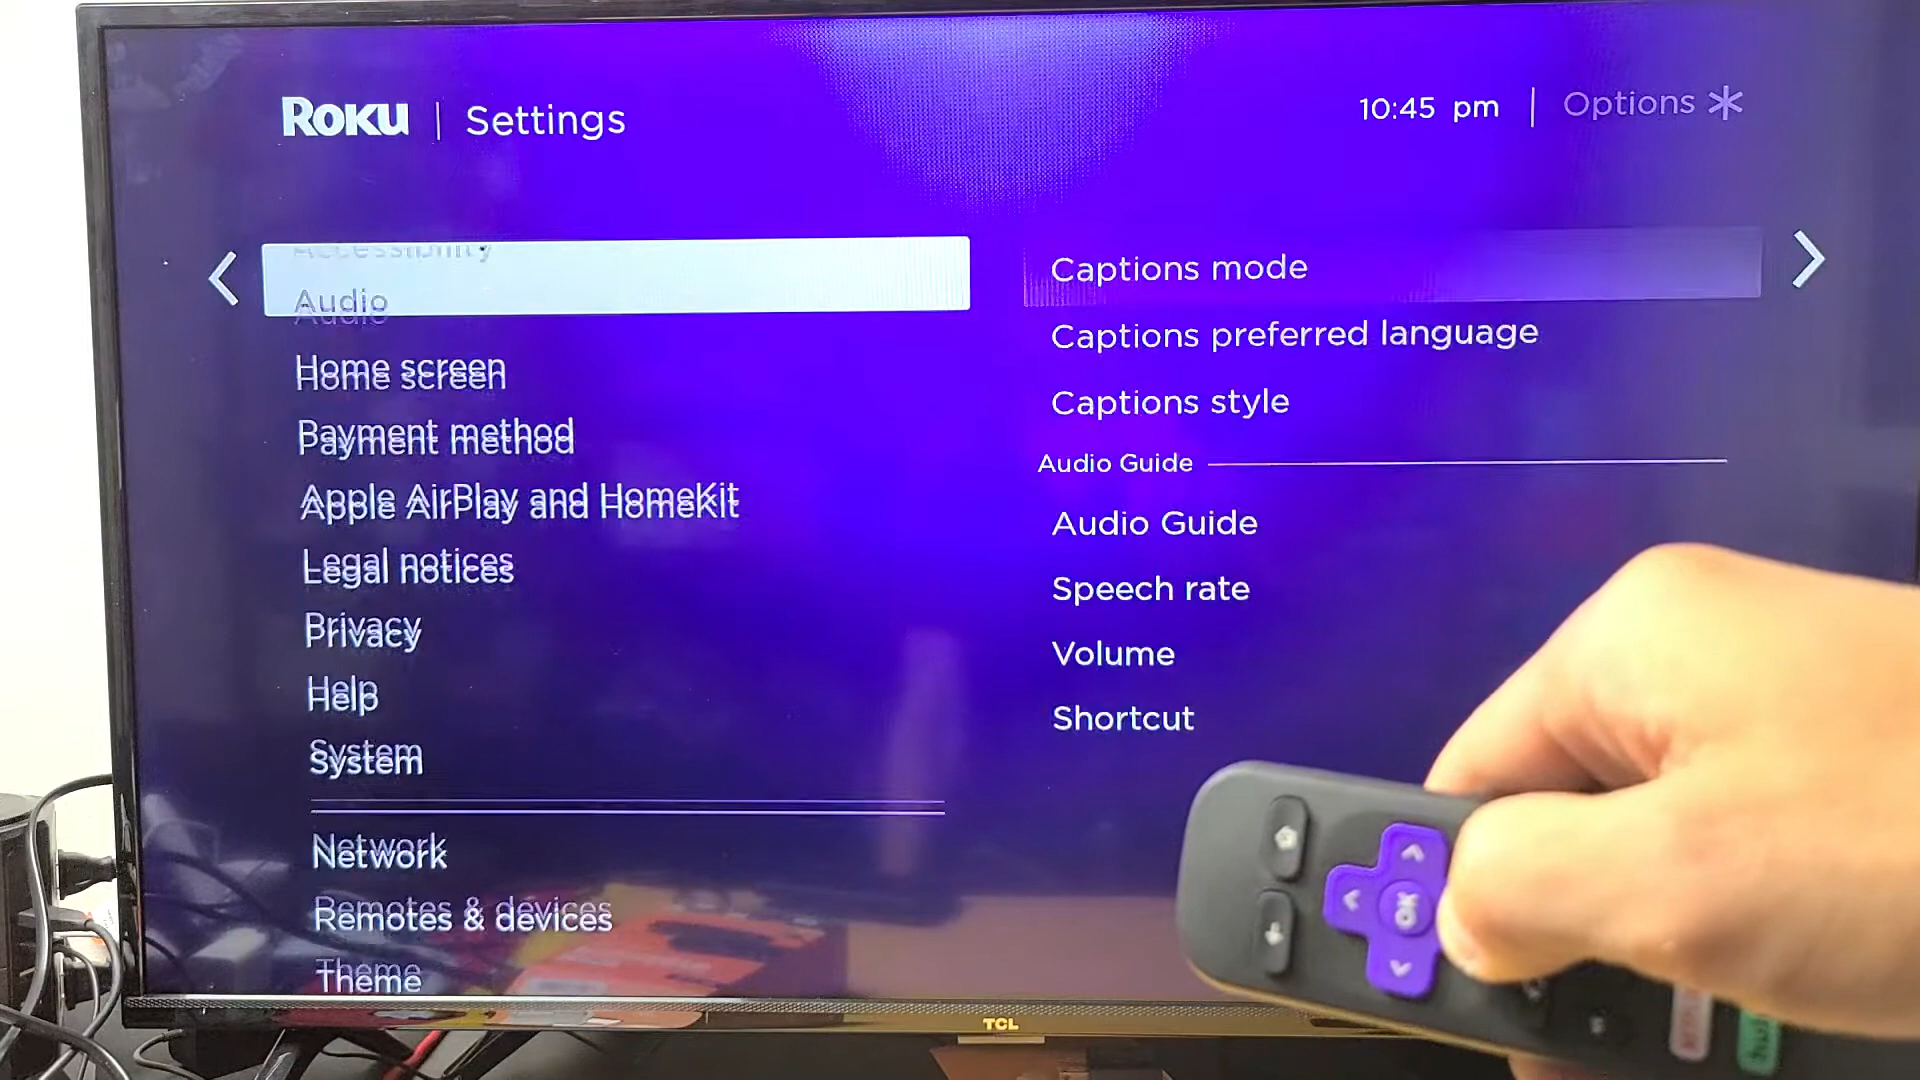 Roku | Settings
10:45 pm | Options *
Accessibility
Audio
Home screen
Payment method
Apple AirPlay and HomeKit
Legal notices
Privacy
Help
System
Network
Remotes & devices
Theme
Captions mode
Captions preferred language
Captions style
Audio Guide
Audio Guide
Speech rate
Volume
Shortcut
OK
TCL